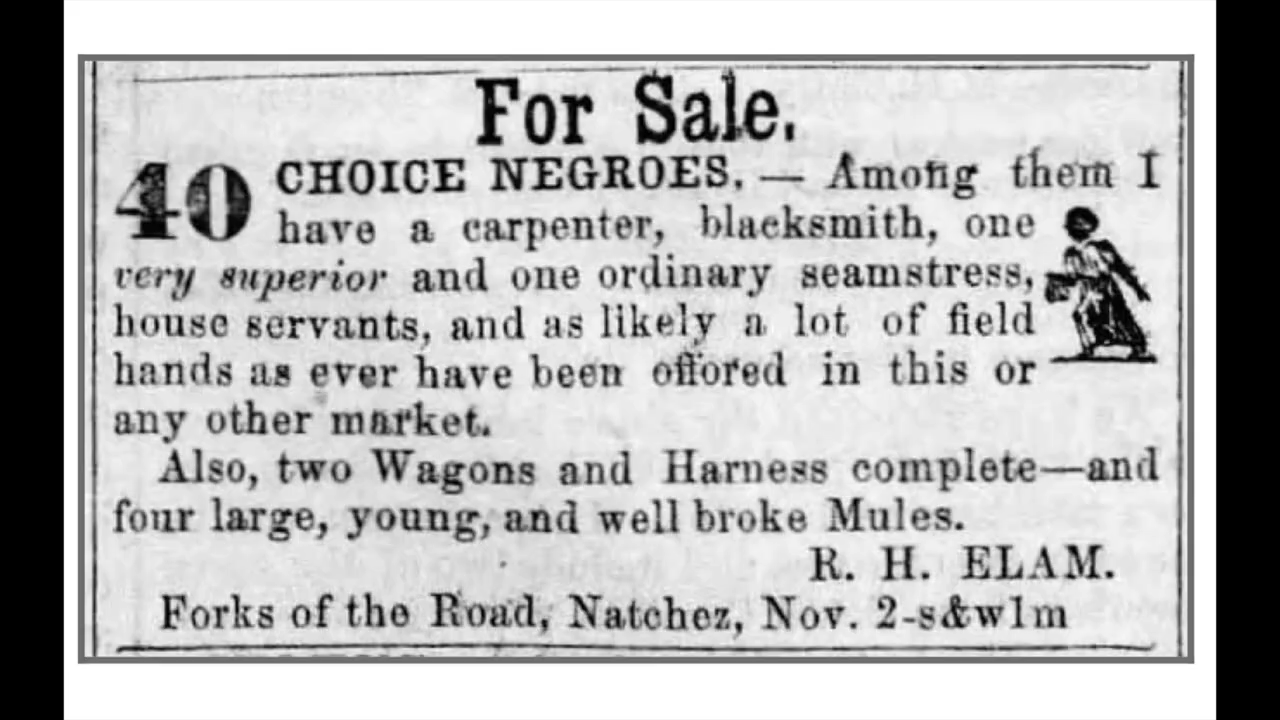 For Sale.
40 CHOICE NEGROES. — Among them I
have a carpenter, blacksmith, one
very superior and one ordinary seamstress,
house servants, and as likely a lot of field
hands as ever have been offored in this or
any other market.
Also, two Wagons and Harness complete—and
four large, young, and well broke Mules.
R. H. ELAM.
Forks of the Road, Natchez, Nov. 2-s&w1m